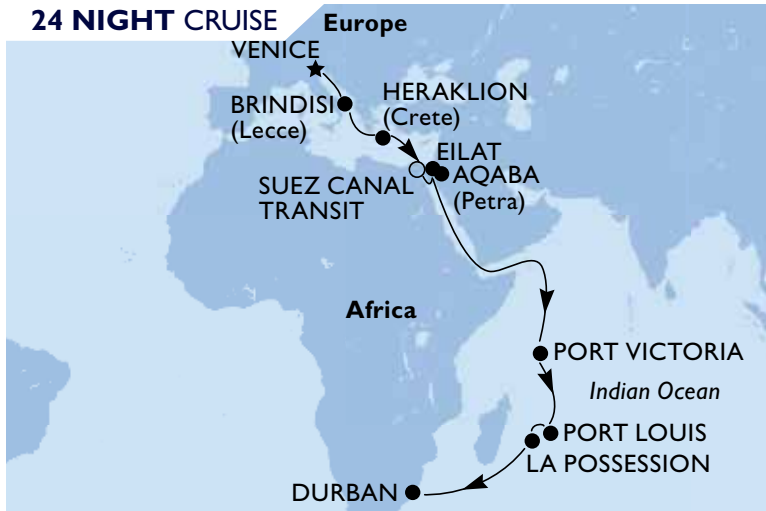 24 NIGHT CRUISE
Europe
VENICE
BRINDISI
(Lecce)
HERAKLION
(Crete)
EILAT
AQABA
(Petra)
SUEZ CANAL
TRANSIT
Africa
PORT VICTORIA
Indian Ocean
PORT LOUIS
LA POSSESSION
DURBAN